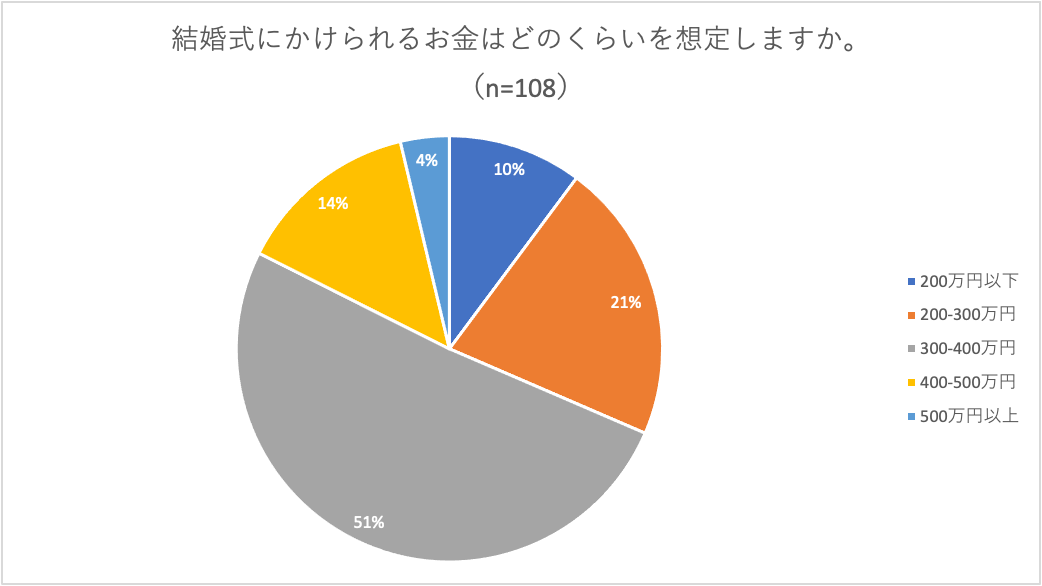 結婚式にかけられるお金はどのくらいを想定しますか。
（n=108）
4%
10%
14%
21%
51%
200万円以下
200-300万円
300-400万円
400-500万円
500万円以上